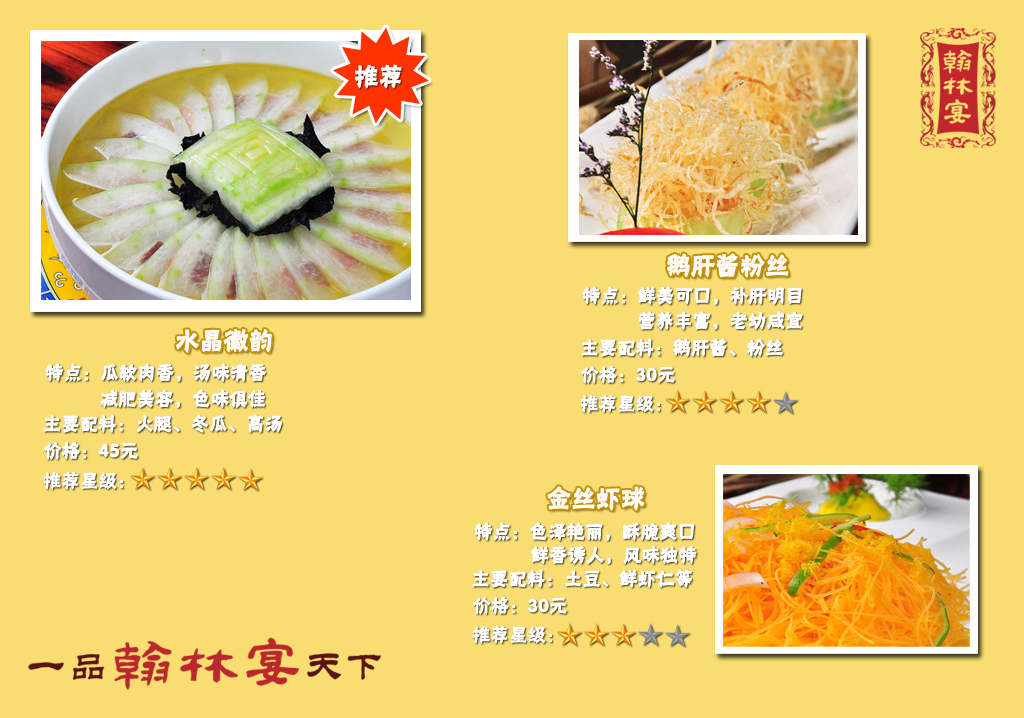 推荐
水晶徽韵
特点：瓜软肉香，汤味清香
减肥美容，色味俱佳
主要配料：火腿、冬瓜、高汤
价格：45元
推荐星级：
鹅肝酱粉丝
特点：鲜美可口，补肝明目
营养丰富，老幼咸宜
主要配料：鹅肝酱、粉丝
价格：30元
推荐星级：
翰林宴
金丝虾球
特点：色泽艳丽，酥脆爽口
鲜香诱人，风味独特
主要配料：土豆、鲜虾仁等
价格：30元
推荐星级：
一品翰林宴天下